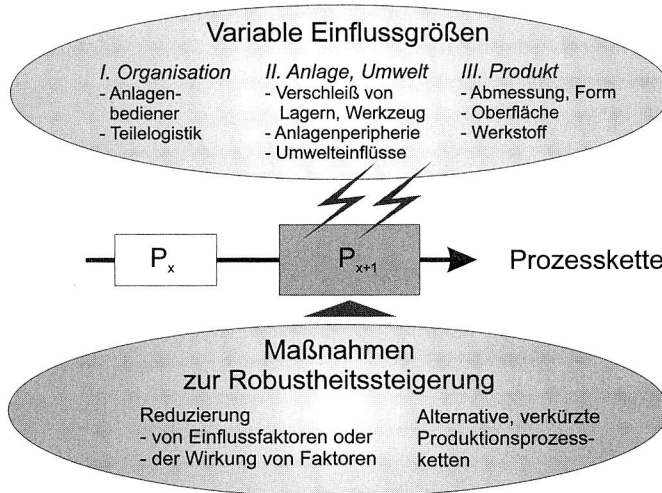 Variable Einflussgrößen
I. Organisation
- Anlagen-
bediener
- Teilelogistik
II. Anlage, Umwelt
- Verschleiß von
Lagern, Werkzeug
- Anlagenperipherie
- Umwelteinflüsse
III. Produkt
- Abmessung, Form
- Oberfläche
- Werkstoff
Px
Px+1
Prozesskette
Maßnahmen
zur Robustheitssteigerung
Reduzierung
- von Einflussfaktoren oder
- der Wirkung von Faktoren
Alternative, verkürzte
Produktionsprozess-
ketten